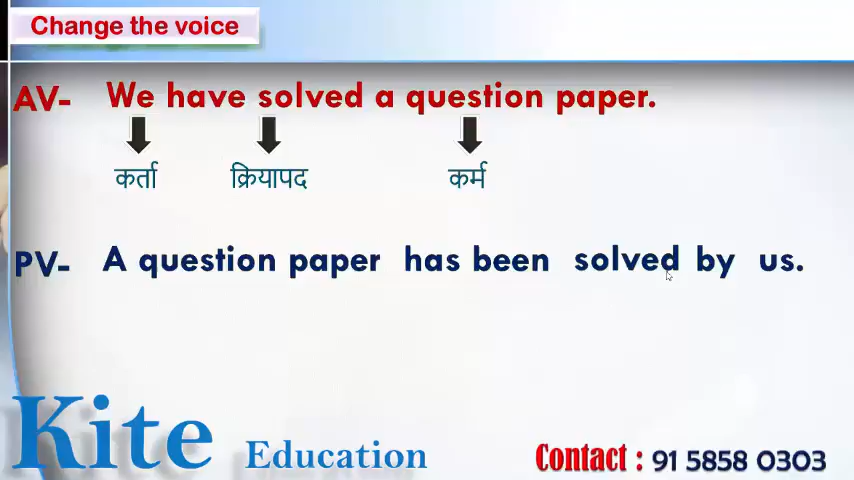 Change the voice
AV- We have solved a question paper.
कर्ता क्रियापद कर्म
PV- A question paper has been solved by us.
Kite Education Contact : 91 5858 0303